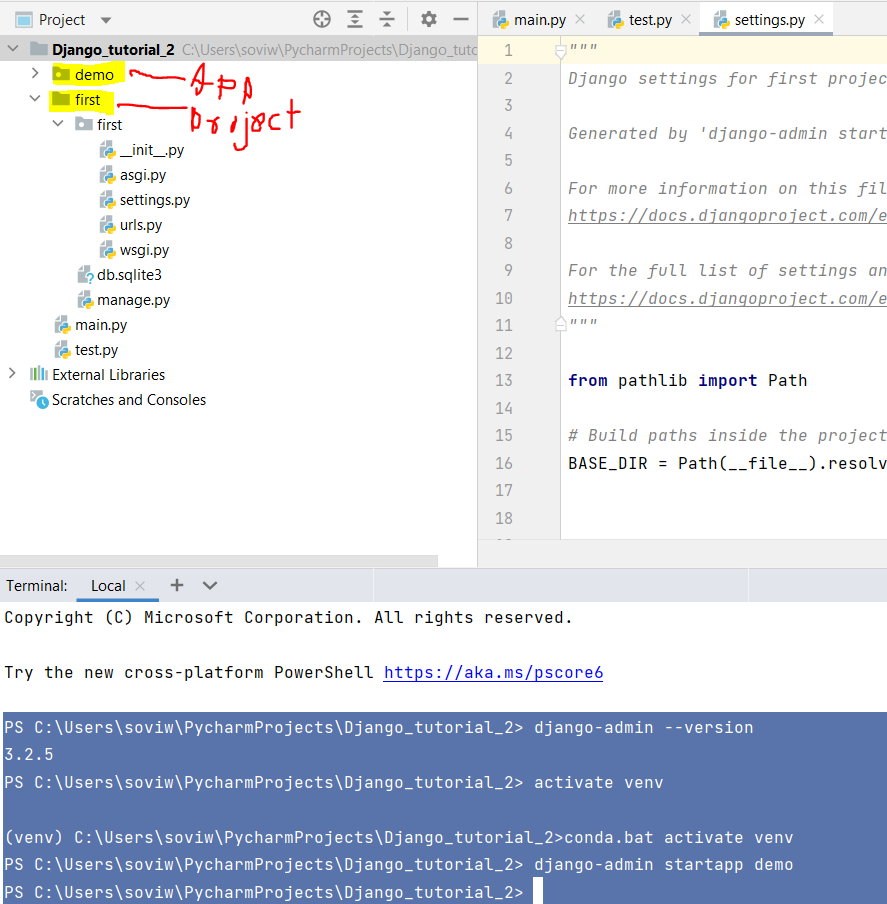 Project
main.py
test.py
settings.py
Django_tutorial_2 C:\Users\soviw\PycharmProjects\Django_tuto
demo
App
first
project
first
__init__.py
asgi.py
settings.py
urls.py
wsgi.py
db.sqlite3
manage.py
main.py
test.py
External Libraries
Scratches and Consoles
1 """
2 Django settings for first projec
3
4 Generated by 'django-admin start
5
6 For more information on this fil
7 https://docs.djangoproject.com/e
8
9 For the full list of settings an
10 https://docs.djangoproject.com/e
11 """
12
13 from pathlib import Path
14
15 # Build paths inside the project
16 BASE_DIR = Path(__file__).resolv
17
18
Terminal: Local
Copyright (C) Microsoft Corporation. All rights reserved.
Try the new cross-platform PowerShell https://aka.ms/pscore6
PS C:\Users\soviw\PycharmProjects\Django_tutorial_2> django-admin --version
3.2.5
PS C:\Users\soviw\PycharmProjects\Django_tutorial_2> activate venv
(venv) C:\Users\soviw\PycharmProjects\Django_tutorial_2>conda.bat activate venv
PS C:\Users\soviw\PycharmProjects\Django_tutorial_2> django-admin startapp demo
PS C:\Users\soviw\PycharmProjects\Django_tutorial_2>